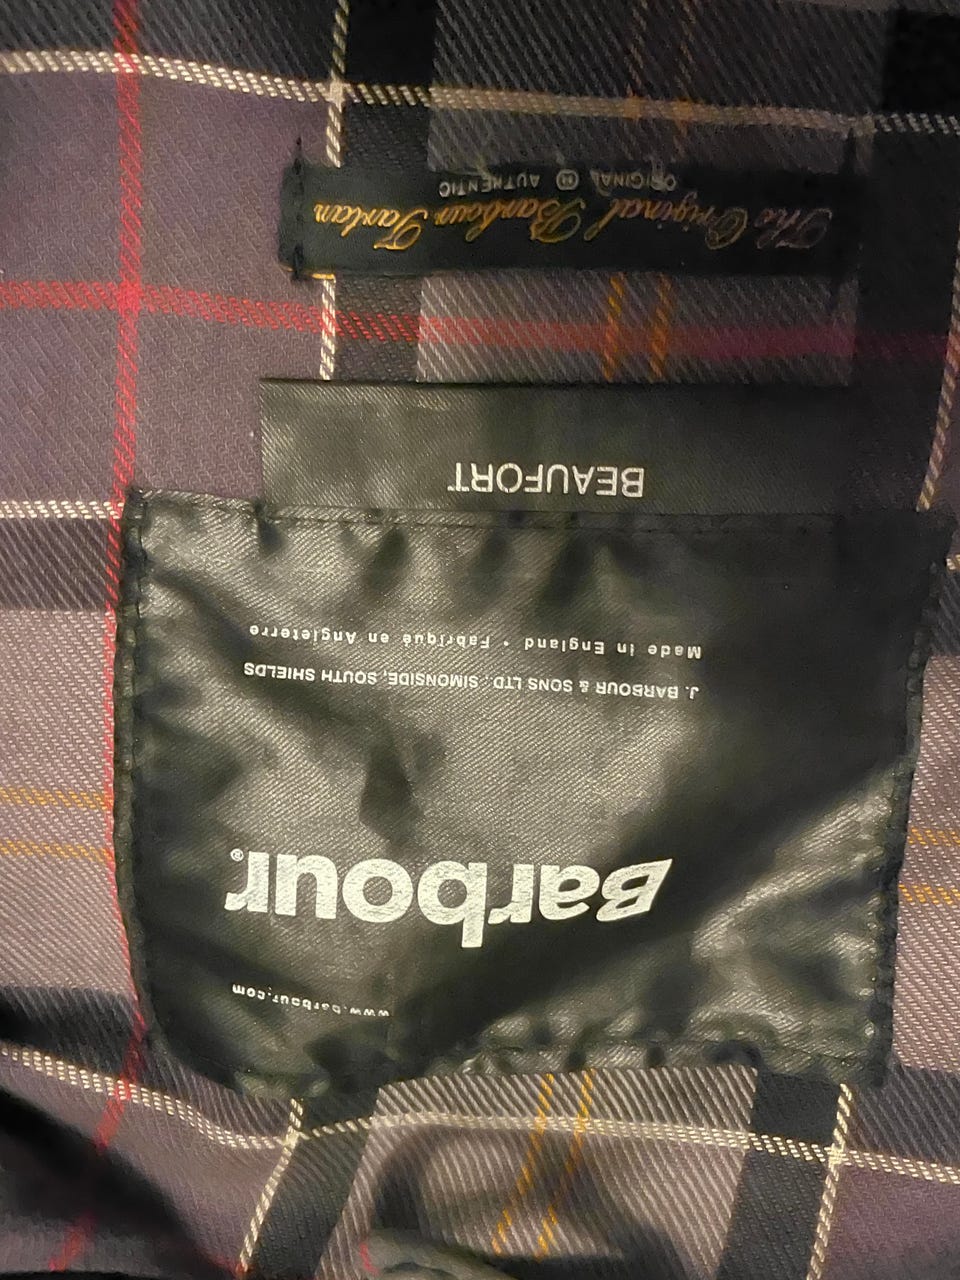 www.barbour.com
Barbour®
J. BARBOUR & SONS LTD. SIMONSIDE, SOUTH SHIELDS
Made in England • Fabriqué en Angleterre
BEAUFORT
The Original Barbour Tartan
ORIGINAL AUTHENTIC